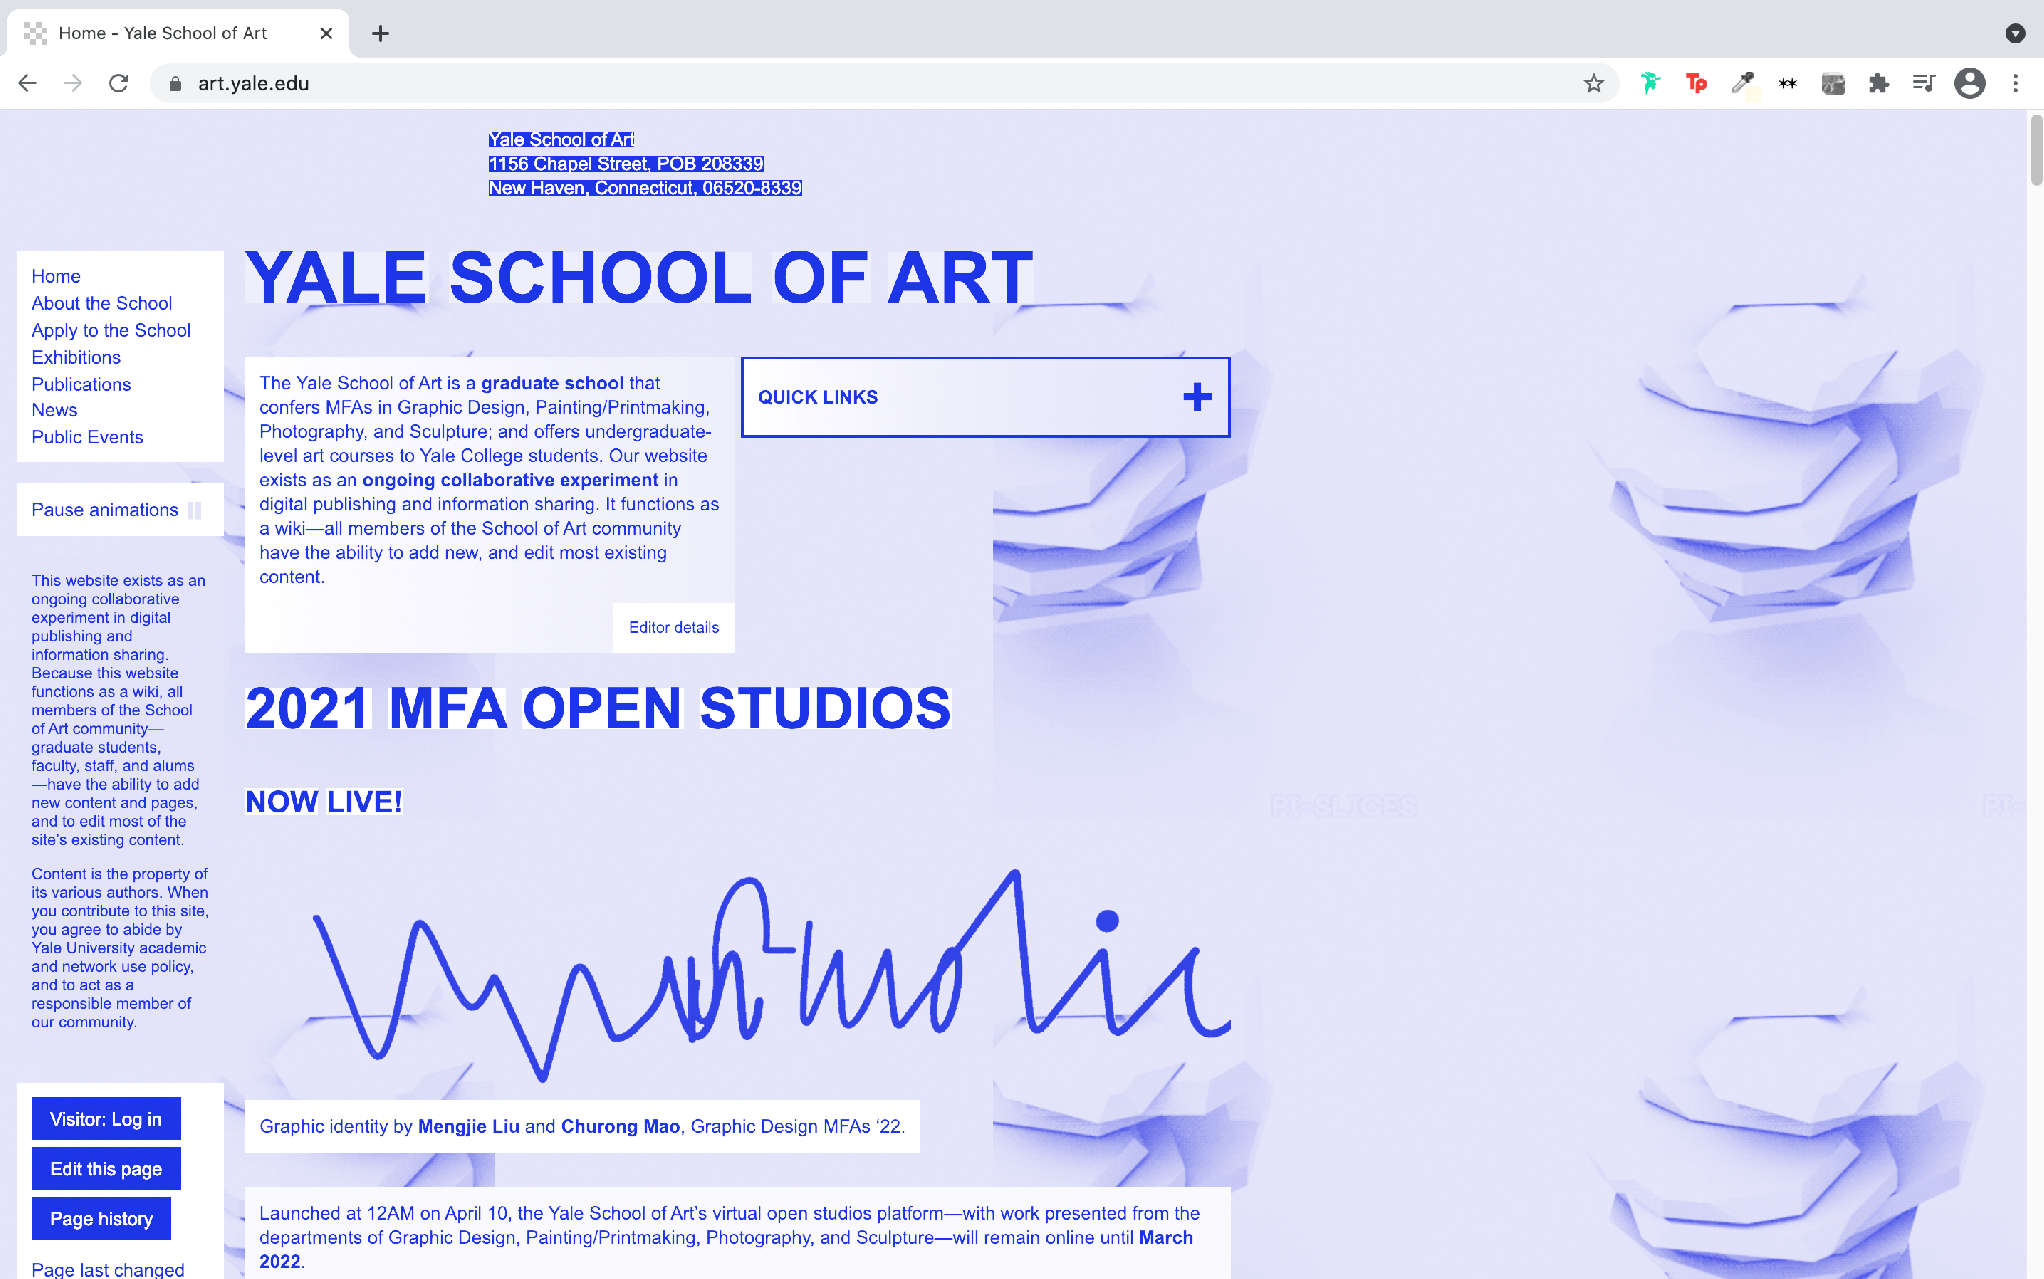 Home - Yale School of Art
art.yale.edu
Tp
Yale School of Art
1156 Chapel Street, POB 208339
New Haven, Connecticut, 06520-8339
Home
About the School
Apply to the School
Exhibitions
Publications
News
Public Events
Pause animations
This website exists as an
ongoing collaborative
experiment in digital
publishing and
information sharing.
Because this website
functions as a wiki, all
members of the School
of Art community—
graduate students,
faculty, staff, and alums
—have the ability to add
new content and pages,
and to edit most of the
site's existing content.
Content is the property of
its various authors. When
you contribute to this site,
you agree to abide by
Yale University academic
and network use policy,
and to act as a
responsible member of
our community.
Visitor: Log in
Edit this page
Page history
Page last changed
YALE SCHOOL OF ART
The Yale School of Art is a graduate school that
confers MFAs in Graphic Design, Painting/Printmaking,
Photography, and Sculpture; and offers undergraduate-
level art courses to Yale College students. Our website
exists as an ongoing collaborative experiment in
digital publishing and information sharing. It functions as
a wiki—all members of the School of Art community
have the ability to add new, and edit most existing
content.
Editor details
QUICK LINKS
2021 MFA OPEN STUDIOS
NOW LIVE!
PI-SLICES
PI-
Graphic identity by Mengjie Liu and Churong Mao, Graphic Design MFAs ‘22.
Launched at 12AM on April 10, the Yale School of Art’s virtual open studios platform—with work presented from the
departments of Graphic Design, Painting/Printmaking, Photography, and Sculpture—will remain online until March
2022.